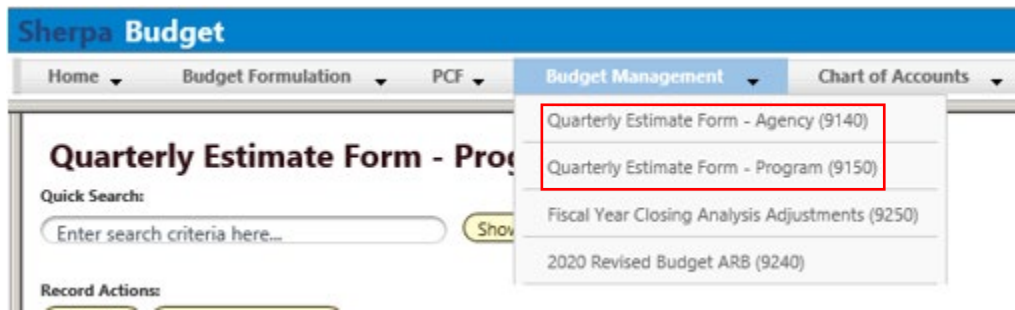 Sherpa Budget
Home Budget Formulation PCF Budget Management Chart of Accounts
Quarterly Estimate Form - Agency (9140)
Quarterly Estimate Form - Program (9150)
Fiscal Year Closing Analysis Adjustments (9250)
2020 Revised Budget ARB (9240)
Quarterly Estimate Form - Prog
Quick Search:
Enter search criteria here... Show
Record Actions: